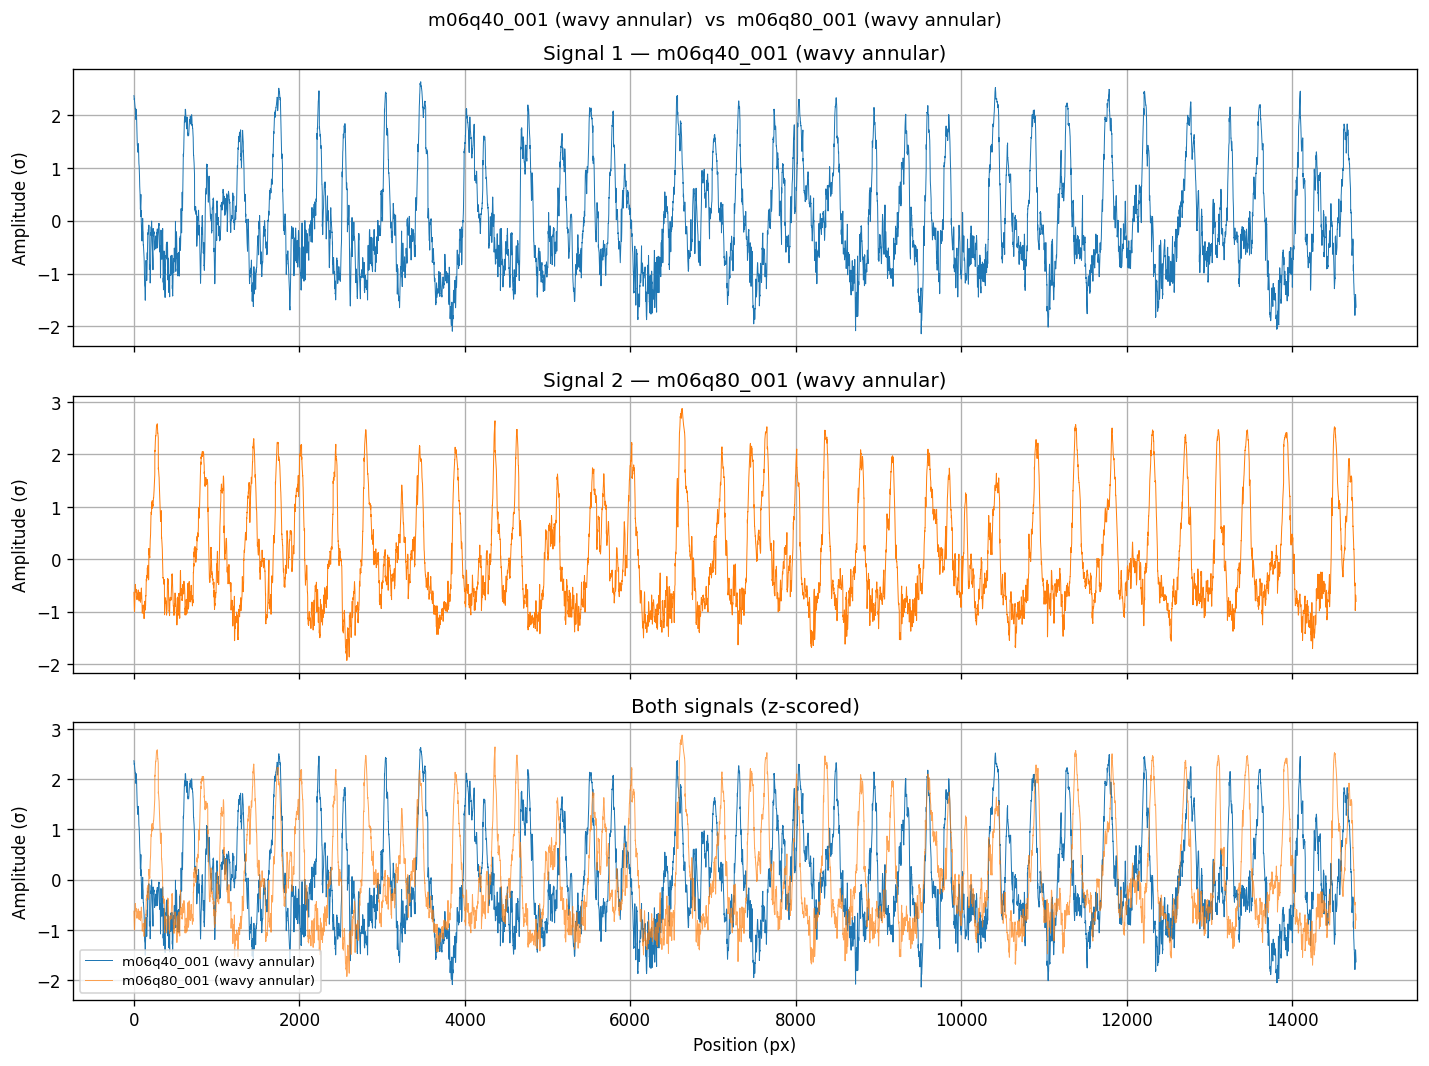 m06q40_001 (wavy annular)  vs  m06q80_001 (wavy annular)
Signal 1 — m06q40_001 (wavy annular)
Amplitude (σ)
2
1
0
−1
−2
Signal 2 — m06q80_001 (wavy annular)
Amplitude (σ)
3
2
1
0
−1
−2
Both signals (z-scored)
Amplitude (σ)
3
2
1
0
−1
−2
m06q40_001 (wavy annular)
m06q80_001 (wavy annular)
0 2000 4000 6000 8000 10000 12000 14000
Position (px)